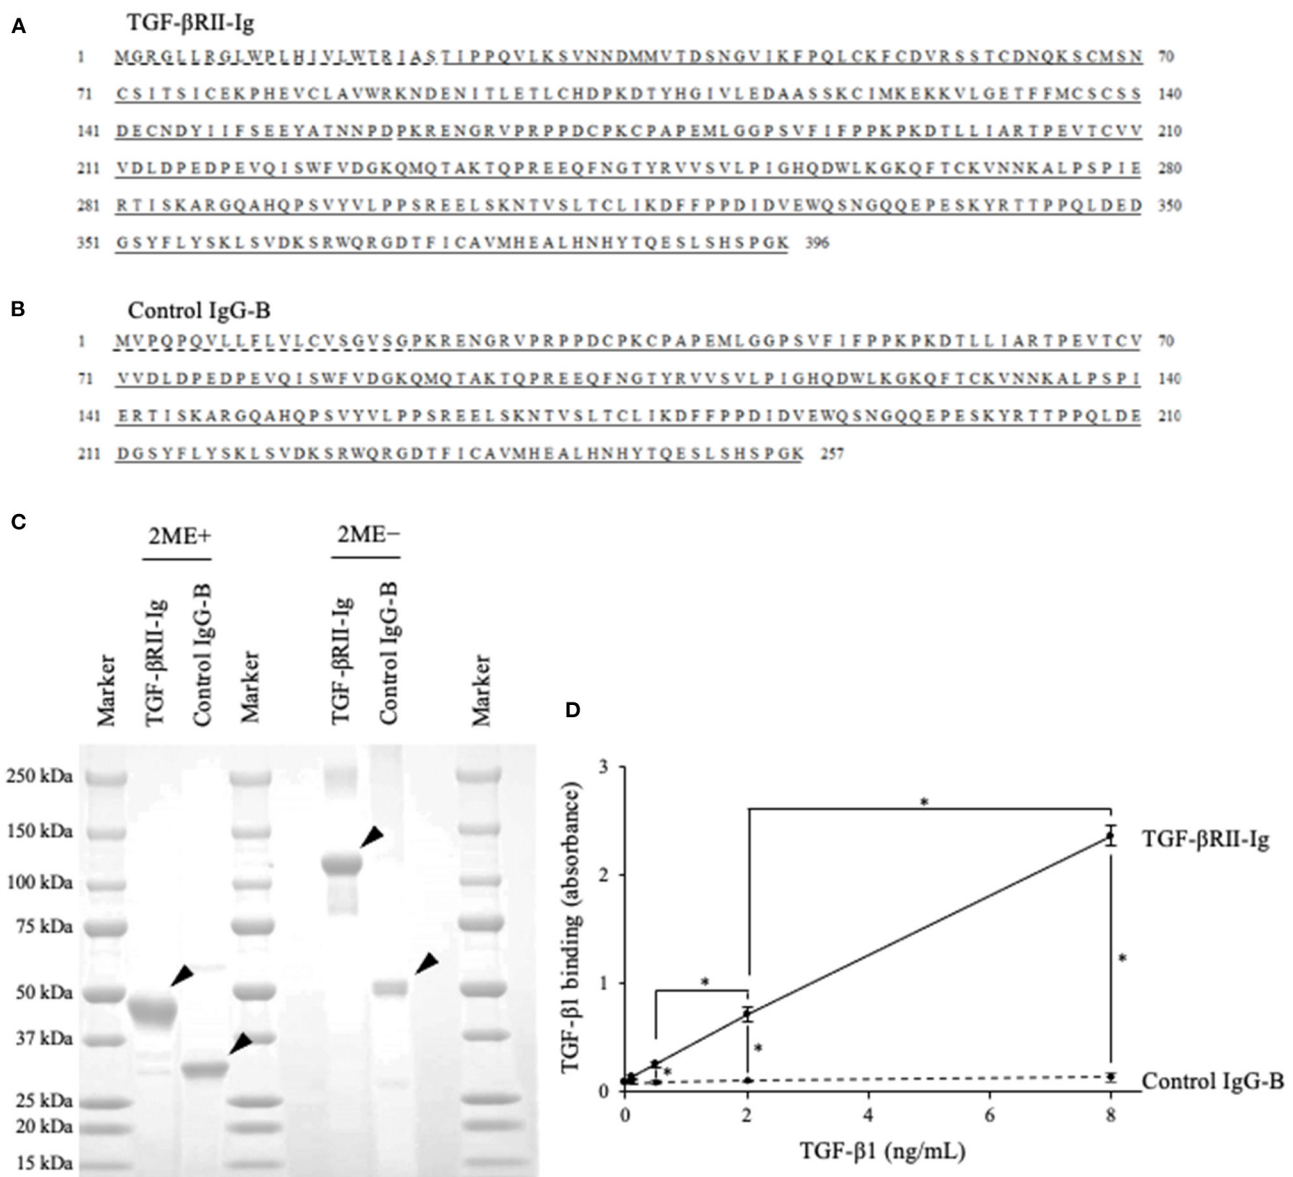 A
TGF-βRII-Ig
1 MGRGLLRGLWPLHIVLWTRIASTIPPQVLKSVNNDMMVTDSNGVIKFPQLCKFCDVRSSTCDNQKSCMSN 70
71 CSITSICEKPHEVCLAVWRKNDENITLETLCHDPKDTYHGIVLEDAASSKCIMKEKKVLGETFFMCSCSS 140
141 DECNDYIIFSEEYATNNPDPKRENGRVPRPPDCPKCPAPEMLGGPSVFIFPPKPKDTLLIARTPEVTCVV 210
211 VDLDPEDPEVQISWFVDGKQMQTAKTQPREEQFNGTYRVVSVLPIGHQDWLKGKQFTCKVNNKALPSPIE 280
281 RTISKARGQAHQPSVYVLPPSREELSKNTVSLTCLIKDFFPPDIDVEWQSNGQQEPESKYRTTPPQLDED 350
351 GSYFLYSKLSVDKSRWQRGDTFICAVMHEALHNHYTQESLSHSPGK 396
B
Control IgG-B
1 MVPQPQVLLFLVLCVSGVSGPKRENGRVPRPPDCPKCPAPEMLGGPSVFIFPPKPKDTLLIARTPEVTCV 70
71 VVDLDPEDPEVQISWFVDGKQMQTAKTQPREEQFNGTYRVVSVLPIGHQDWLKGKQFTCKVNNKALPSPI 140
141 ERTISKARGQAHQPSVYVLPPSREELSKNTVSLTCLIKDFFPPDIDVEWQSNGQQEPESKYRTTPPQLDE 210
211 DGSYFLYSKLSVDKSRWQRGDTFICAVMHEALHNHYTQESLSHSPGK 257
C
2ME+ 2ME−
Marker
TGF-βRII-Ig
Control IgG-B
Marker
TGF-βRII-Ig
Control IgG-B
Marker
250 kDa
150 kDa
100 kDa
75 kDa
50 kDa
37 kDa
25 kDa
20 kDa
15 kDa
D
TGF-β1 binding (absorbance)
3
2
1
0
*
*
*
*
*
TGF-βRII-Ig
Control IgG-B
0 2 4 6 8
TGF-β1 (ng/mL)